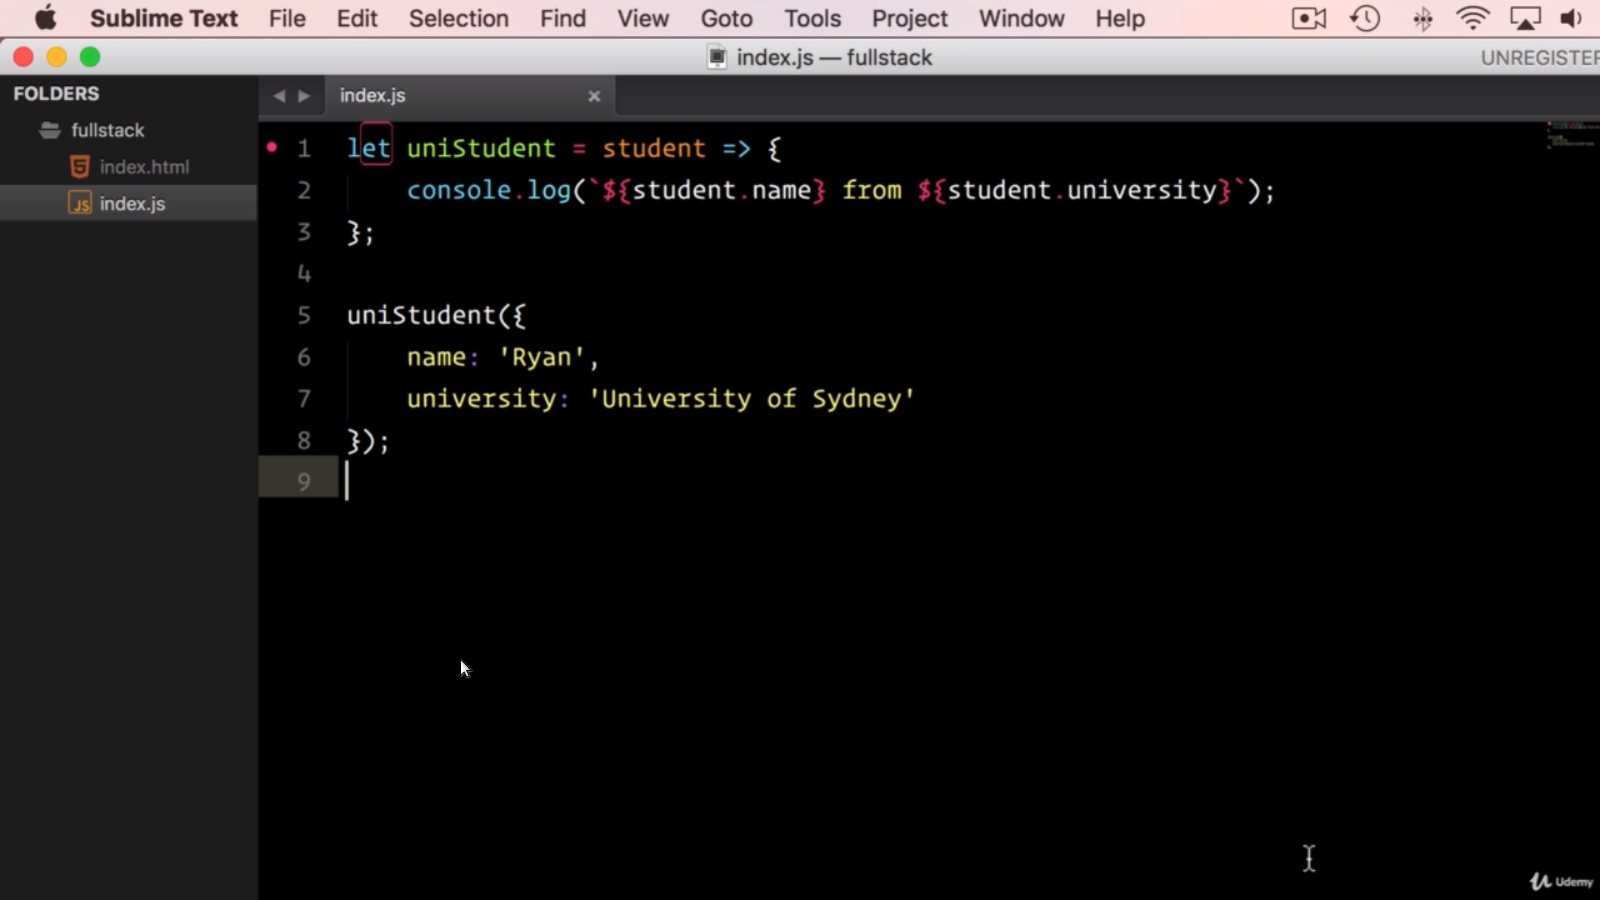 Sublime Text File Edit Selection Find View Goto Tools Project Window Help
index.js — fullstack
FOLDERS
fullstack
index.html
index.js
index.js
1 let uniStudent = student => {
2 console.log(`${student.name} from ${student.university}`);
3 };
4
5 uniStudent({
6 name: 'Ryan',
7 university: 'University of Sydney'
8 });
9
Udemy